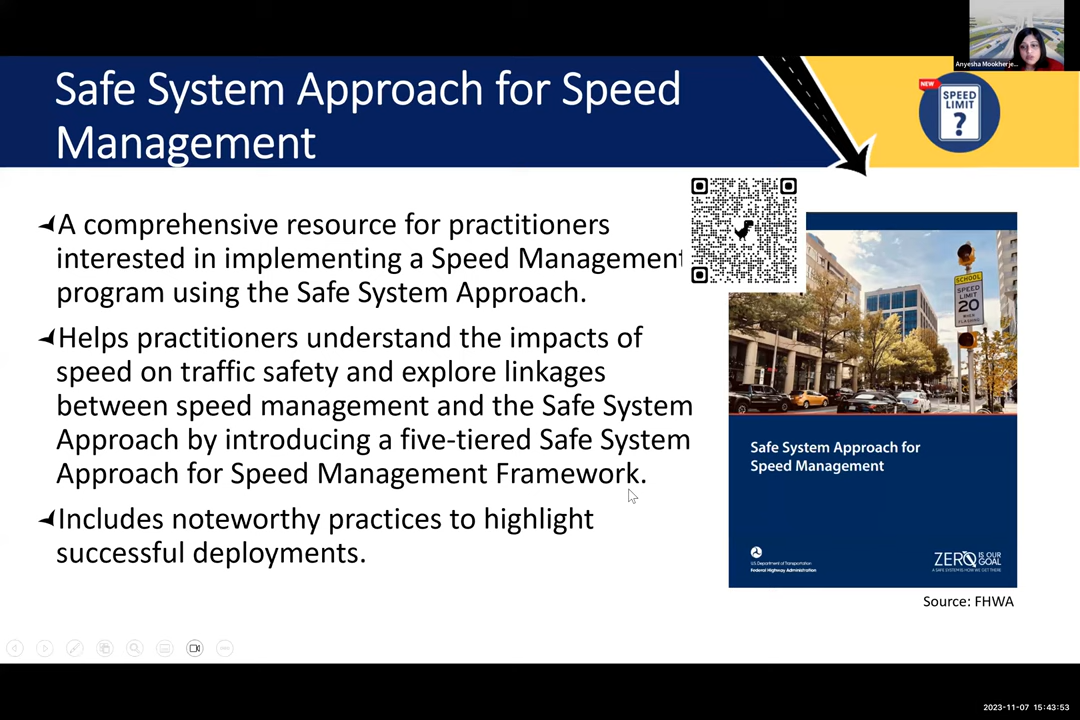 Anyesha Mookherje...
Safe System Approach for Speed
Management
NEW
SPEED
LIMIT
?
A comprehensive resource for practitioners
interested in implementing a Speed Management
program using the Safe System Approach.
Helps practitioners understand the impacts of
speed on traffic safety and explore linkages
between speed management and the Safe System
Approach by introducing a five-tiered Safe System
Approach for Speed Management Framework.
Includes noteworthy practices to highlight
successful deployments.
SCHOOL
SPEED
LIMIT
20
WHEN
FLASHING
Safe System Approach for
Speed Management
U.S. Department of Transportation
Federal Highway Administration
ZERO IS OUR
GOAL
A SAFE SYSTEM IS HOW WE GET THERE
Source: FHWA
2023-11-07 15:43:53